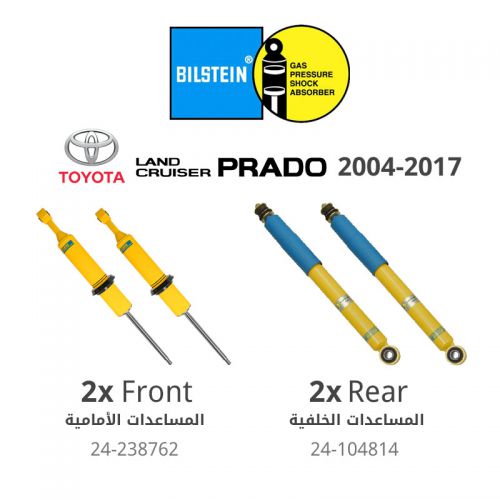 BILSTEIN
GAS
PRESSURE
SHOCK
ABSORBER
TOYOTA LAND CRUISER PRADO 2004-2017
2x Front
المساعدات الأمامية
24-238762
2x Rear
المساعدات الخلفية
24-104814